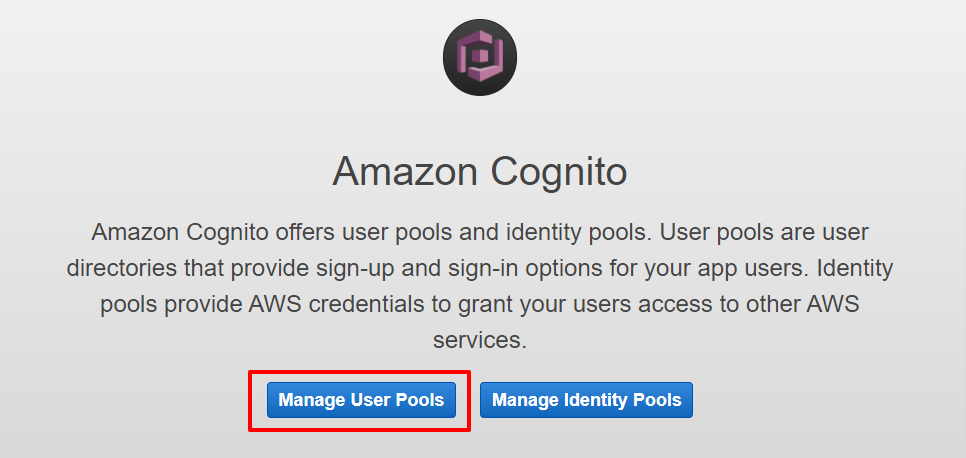 Amazon Cognito
Amazon Cognito offers user pools and identity pools. User pools are user
directories that provide sign-up and sign-in options for your app users. Identity
pools provide AWS credentials to grant your users access to other AWS
services.
Manage User Pools
Manage Identity Pools